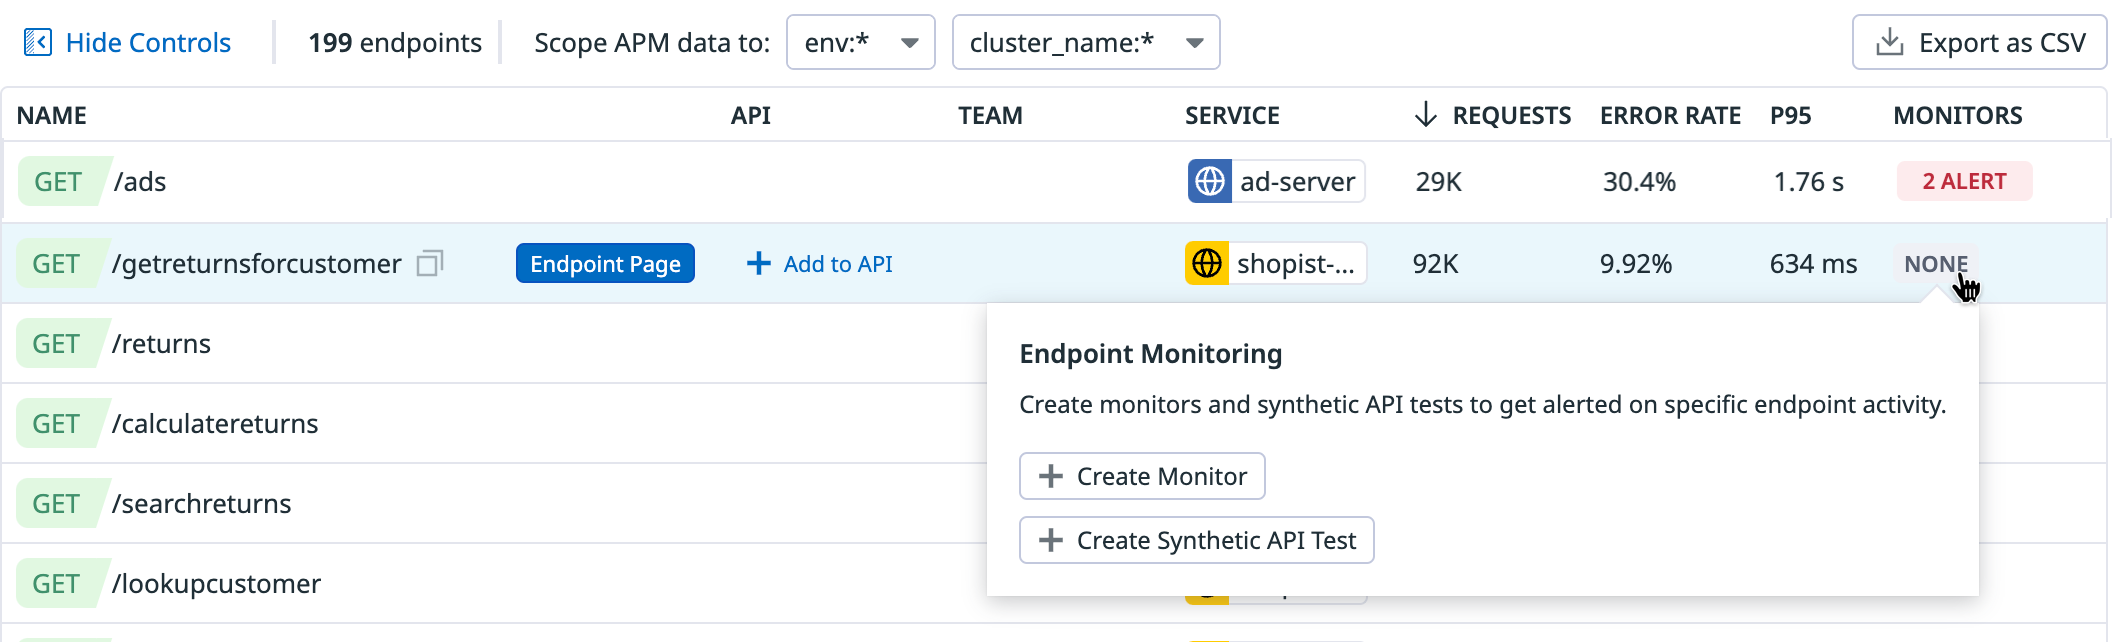 Hide Controls 199 endpoints Scope APM data to: env:* cluster_name:* Export as CSV
NAME API TEAM SERVICE REQUESTS ERROR RATE P95 MONITORS
GET /ads ad-server 29K 30.4% 1.76 s 2 ALERT
GET /getreturnsforcustomer Endpoint Page Add to API shopist-... 92K 9.92% 634 ms NONE
GET /returns
Endpoint Monitoring
Create monitors and synthetic API tests to get alerted on specific endpoint activity.
GET /calculatereturns
Create Monitor
GET /searchreturns
Create Synthetic API Test
GET /lookupcustomer